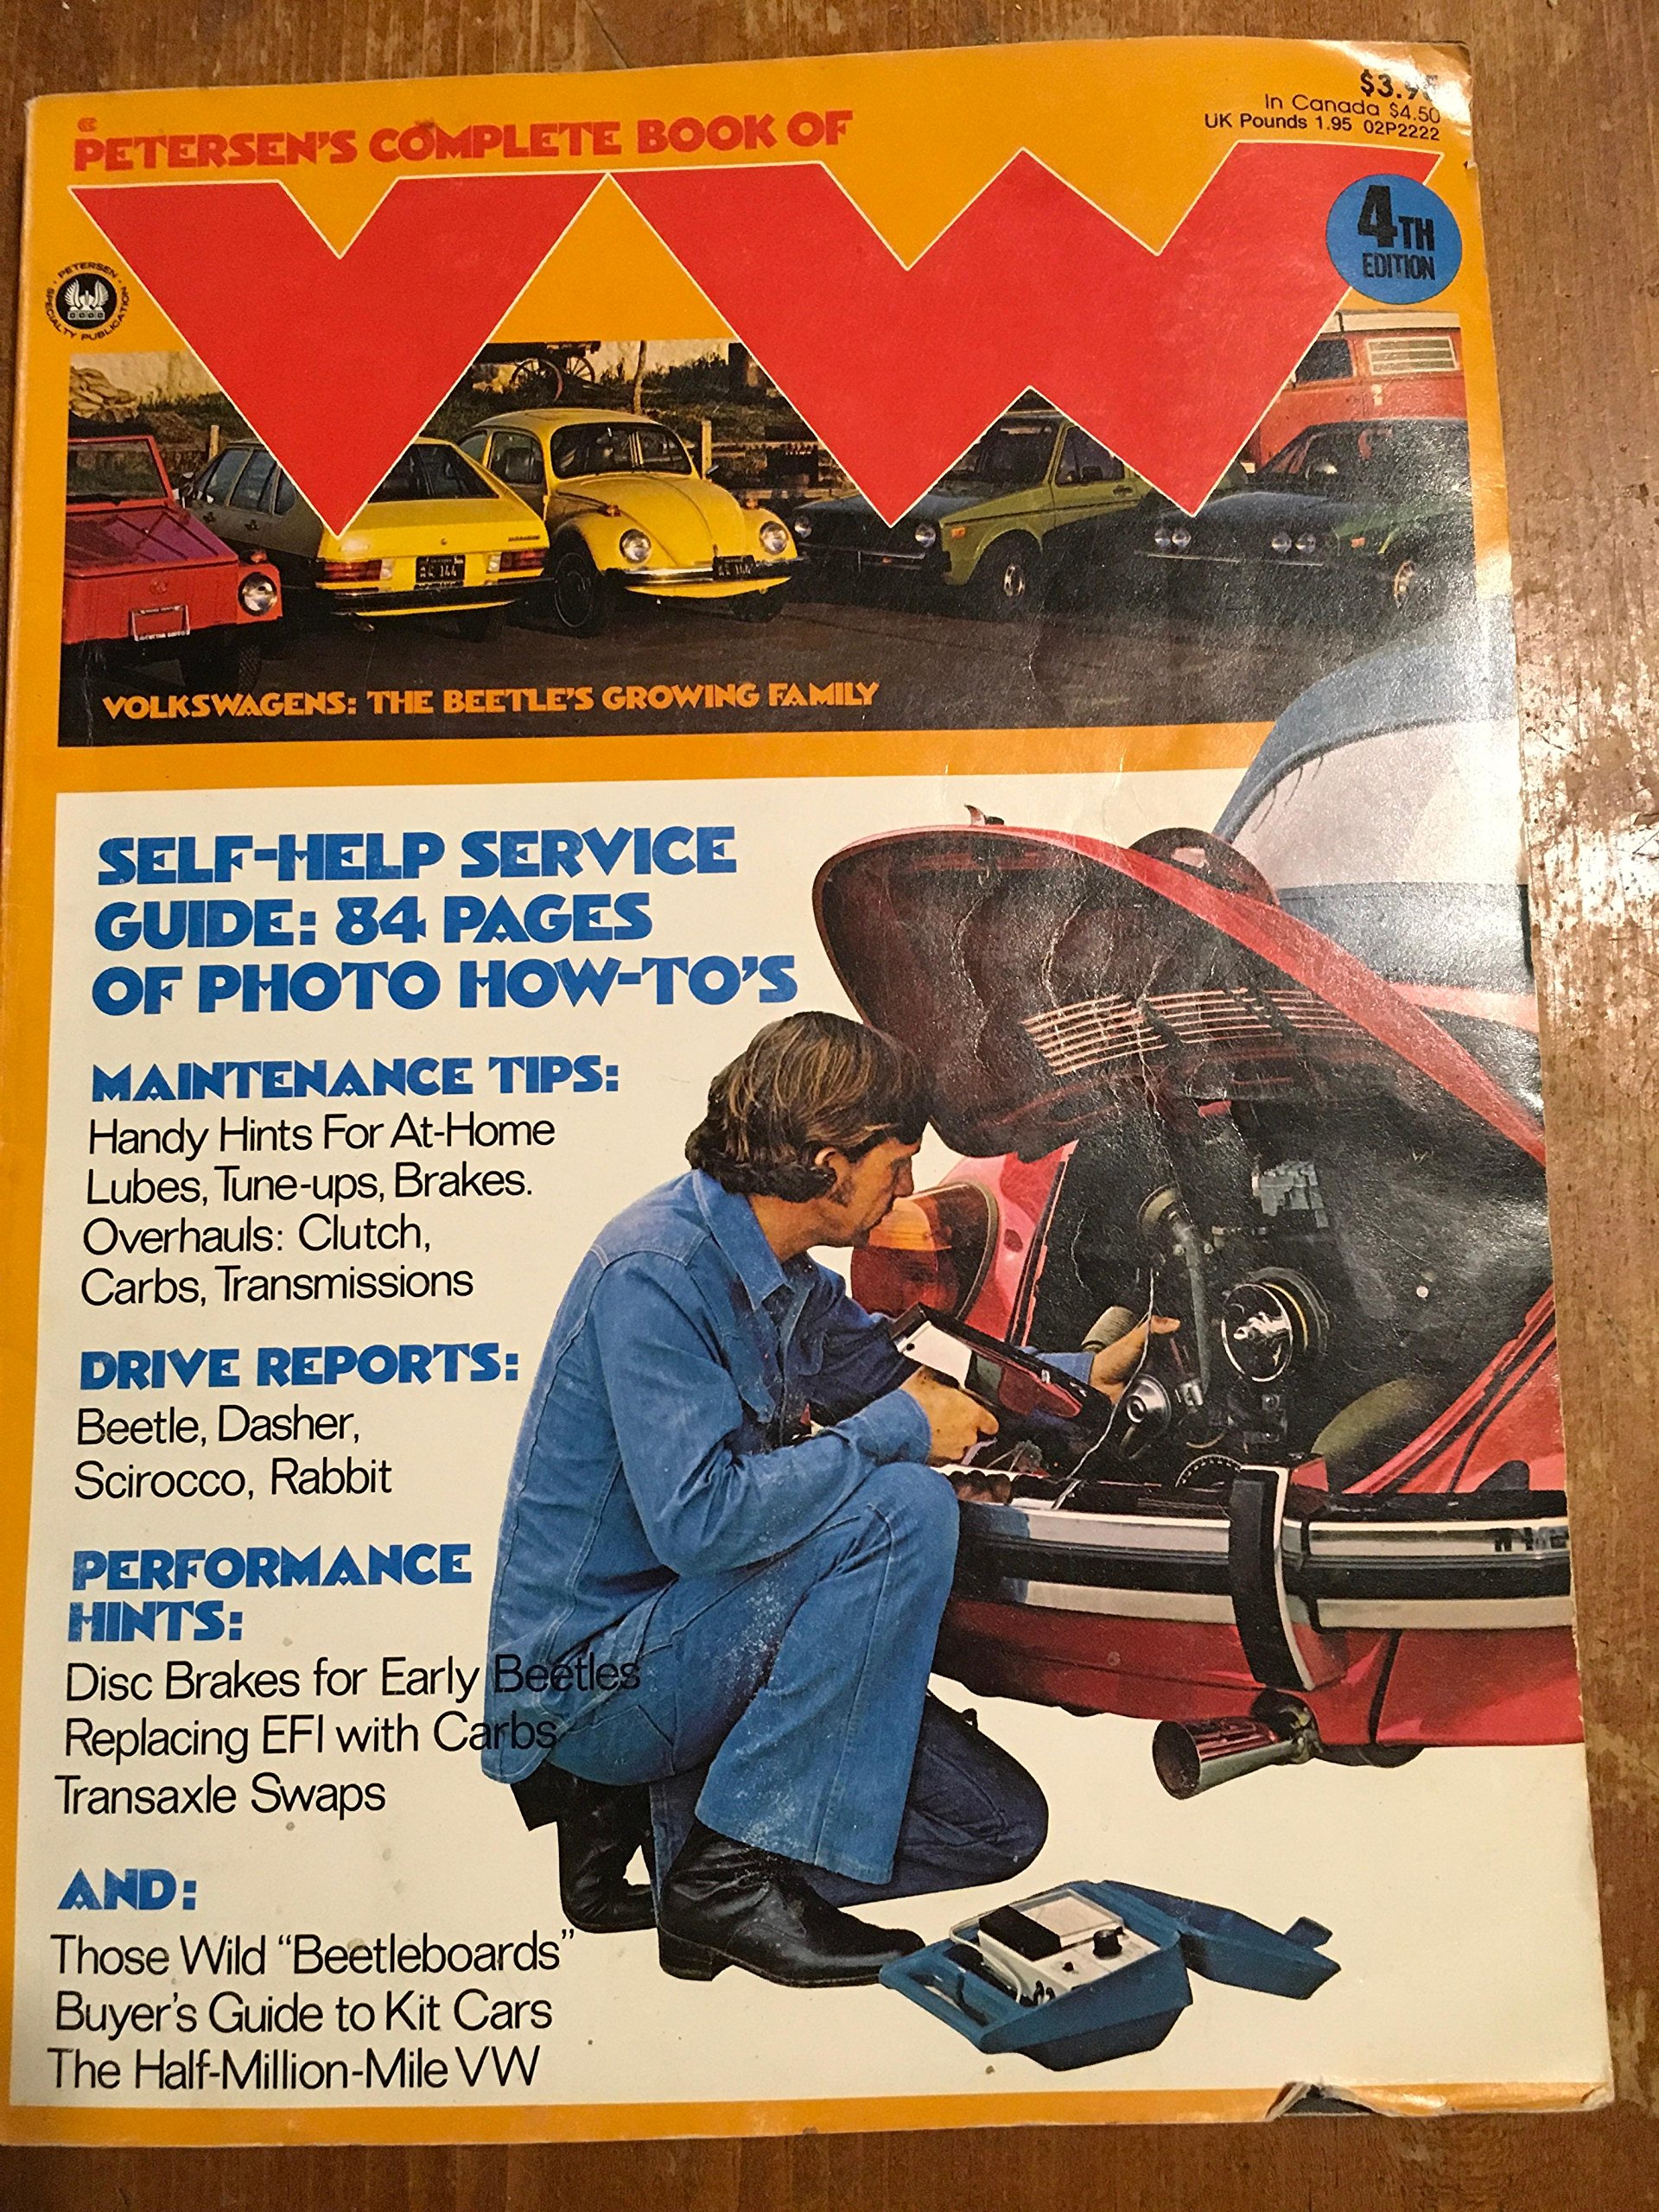 $3.95
In Canada $4.50
UK Pounds 1.95 02P2222
PETERSEN'S COMPLETE BOOK OF
VW
4TH
EDITION
PETERSEN SPECIALTY PUBLICATION
VOLKSWAGENS: THE BEETLE'S GROWING FAMILY
SELF-HELP SERVICE
GUIDE: 84 PAGES
OF PHOTO HOW-TO'S
MAINTENANCE TIPS:
Handy Hints For At-Home
Lubes, Tune-ups, Brakes.
Overhauls: Clutch,
Carbs, Transmissions
DRIVE REPORTS:
Beetle, Dasher,
Scirocco, Rabbit
PERFORMANCE
HINTS:
Disc Brakes for Early Beetles
Replacing EFI with Carbs
Transaxle Swaps
AND:
Those Wild “Beetleboards”
Buyer's Guide to Kit Cars
The Half-Million-Mile VW